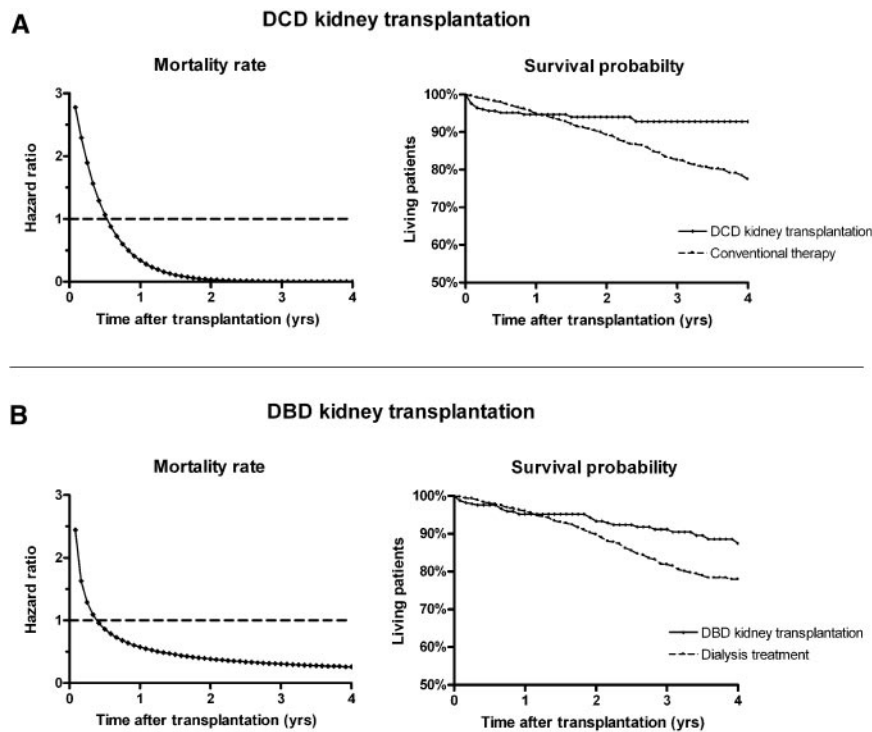 A
DCD kidney transplantation
Mortality rate
Hazard ratio
3
2
1
0
0
1
2
3
4
Time after transplantation (yrs)
Survival probabilty
Living patients
100%
90%
80%
70%
60%
50%
0
1
2
3
4
DCD kidney transplantation
Conventional therapy
Time after transplantation (yrs)
B
DBD kidney transplantation
Mortality rate
Hazard ratio
3
2
1
0
0
1
2
3
4
Time after transplantation (yrs)
Survival probability
Living patients
100%
90%
80%
70%
60%
50%
0
1
2
3
4
DBD kidney transplantation
Dialysis treatment
Time after transplantation (yrs)